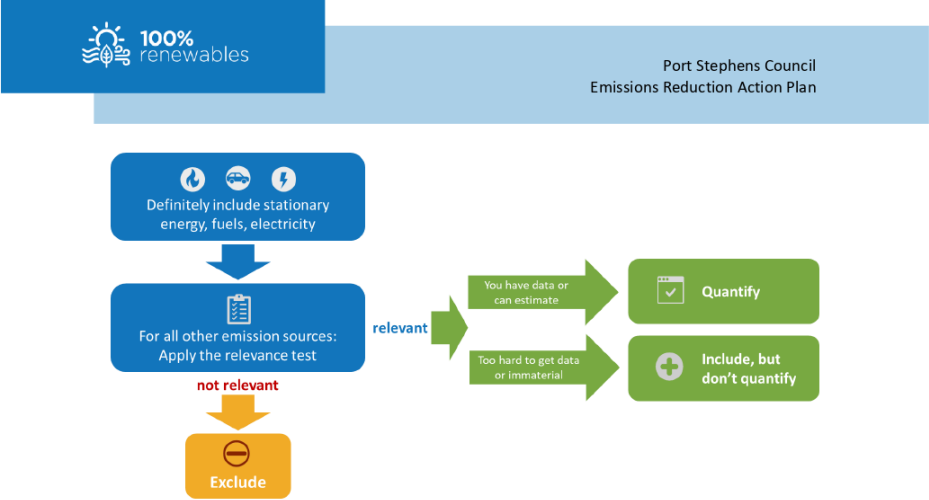 100%
renewables
Port Stephens Council
Emissions Reduction Action Plan
Definitely include stationary
energy, fuels, electricity
For all other emission sources:
Apply the relevance test
relevant
You have data or
can estimate
Quantify
Too hard to get data
or immaterial
Include, but
don’t quantify
not relevant
Exclude